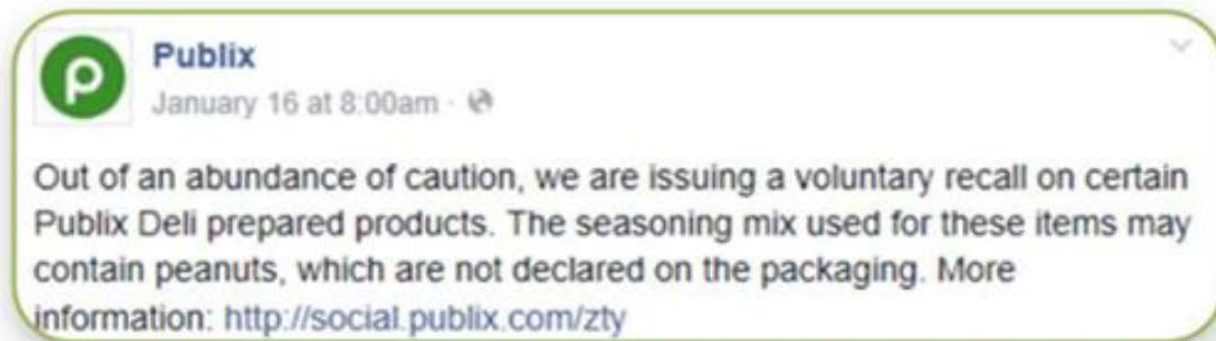 Publix
January 16 at 8:00am ·
Out of an abundance of caution, we are issuing a voluntary recall on certain
Publix Deli prepared products. The seasoning mix used for these items may
contain peanuts, which are not declared on the packaging. More
information: http://social.publix.com/zty